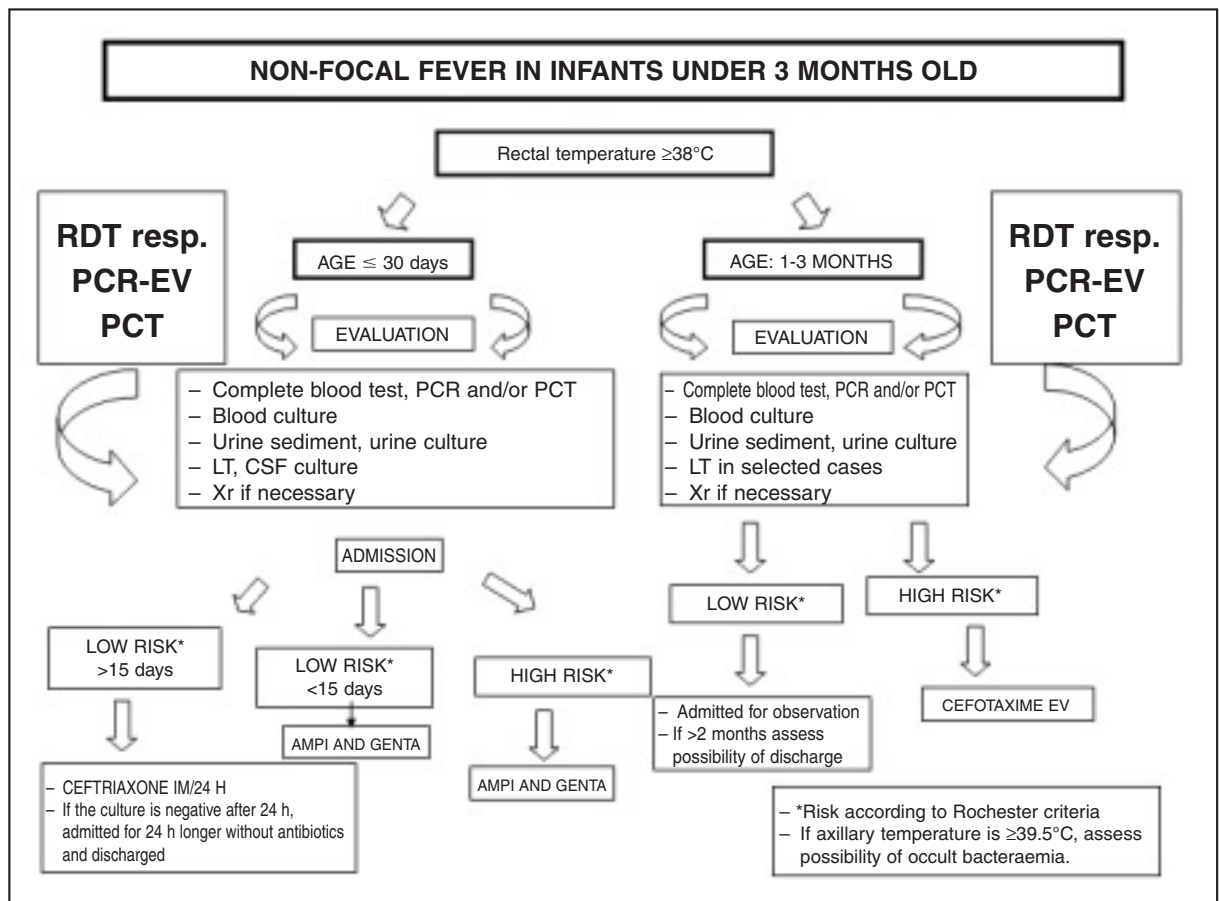 NON-FOCAL FEVER IN INFANTS UNDER 3 MONTHS OLD
Rectal temperature ≥38°C
RDT resp.
PCR-EV
PCT
AGE ≤ 30 days
AGE: 1-3 MONTHS
RDT resp.
PCR-EV
PCT
EVALUATION
– Complete blood test, PCR and/or PCT
– Blood culture
– Urine sediment, urine culture
– LT, CSF culture
– Xr if necessary
EVALUATION
– Complete blood test, PCR and/or PCT
– Blood culture
– Urine sediment, urine culture
– LT in selected cases
– Xr if necessary
ADMISSION
LOW RISK*
>15 days
LOW RISK*
<15 days
HIGH RISK*
LOW RISK*
HIGH RISK*
AMPI AND GENTA
AMPI AND GENTA
– Admitted for observation
– If >2 months assess
possibility of discharge
CEFOTAXIME EV
– CEFTRIAXONE IM/24 H
– If the culture is negative after 24 h,
admitted for 24 h longer without antibiotics
and discharged
– *Risk according to Rochester criteria
– If axillary temperature is ≥39.5°C, assess
possibility of occult bacteraemia.